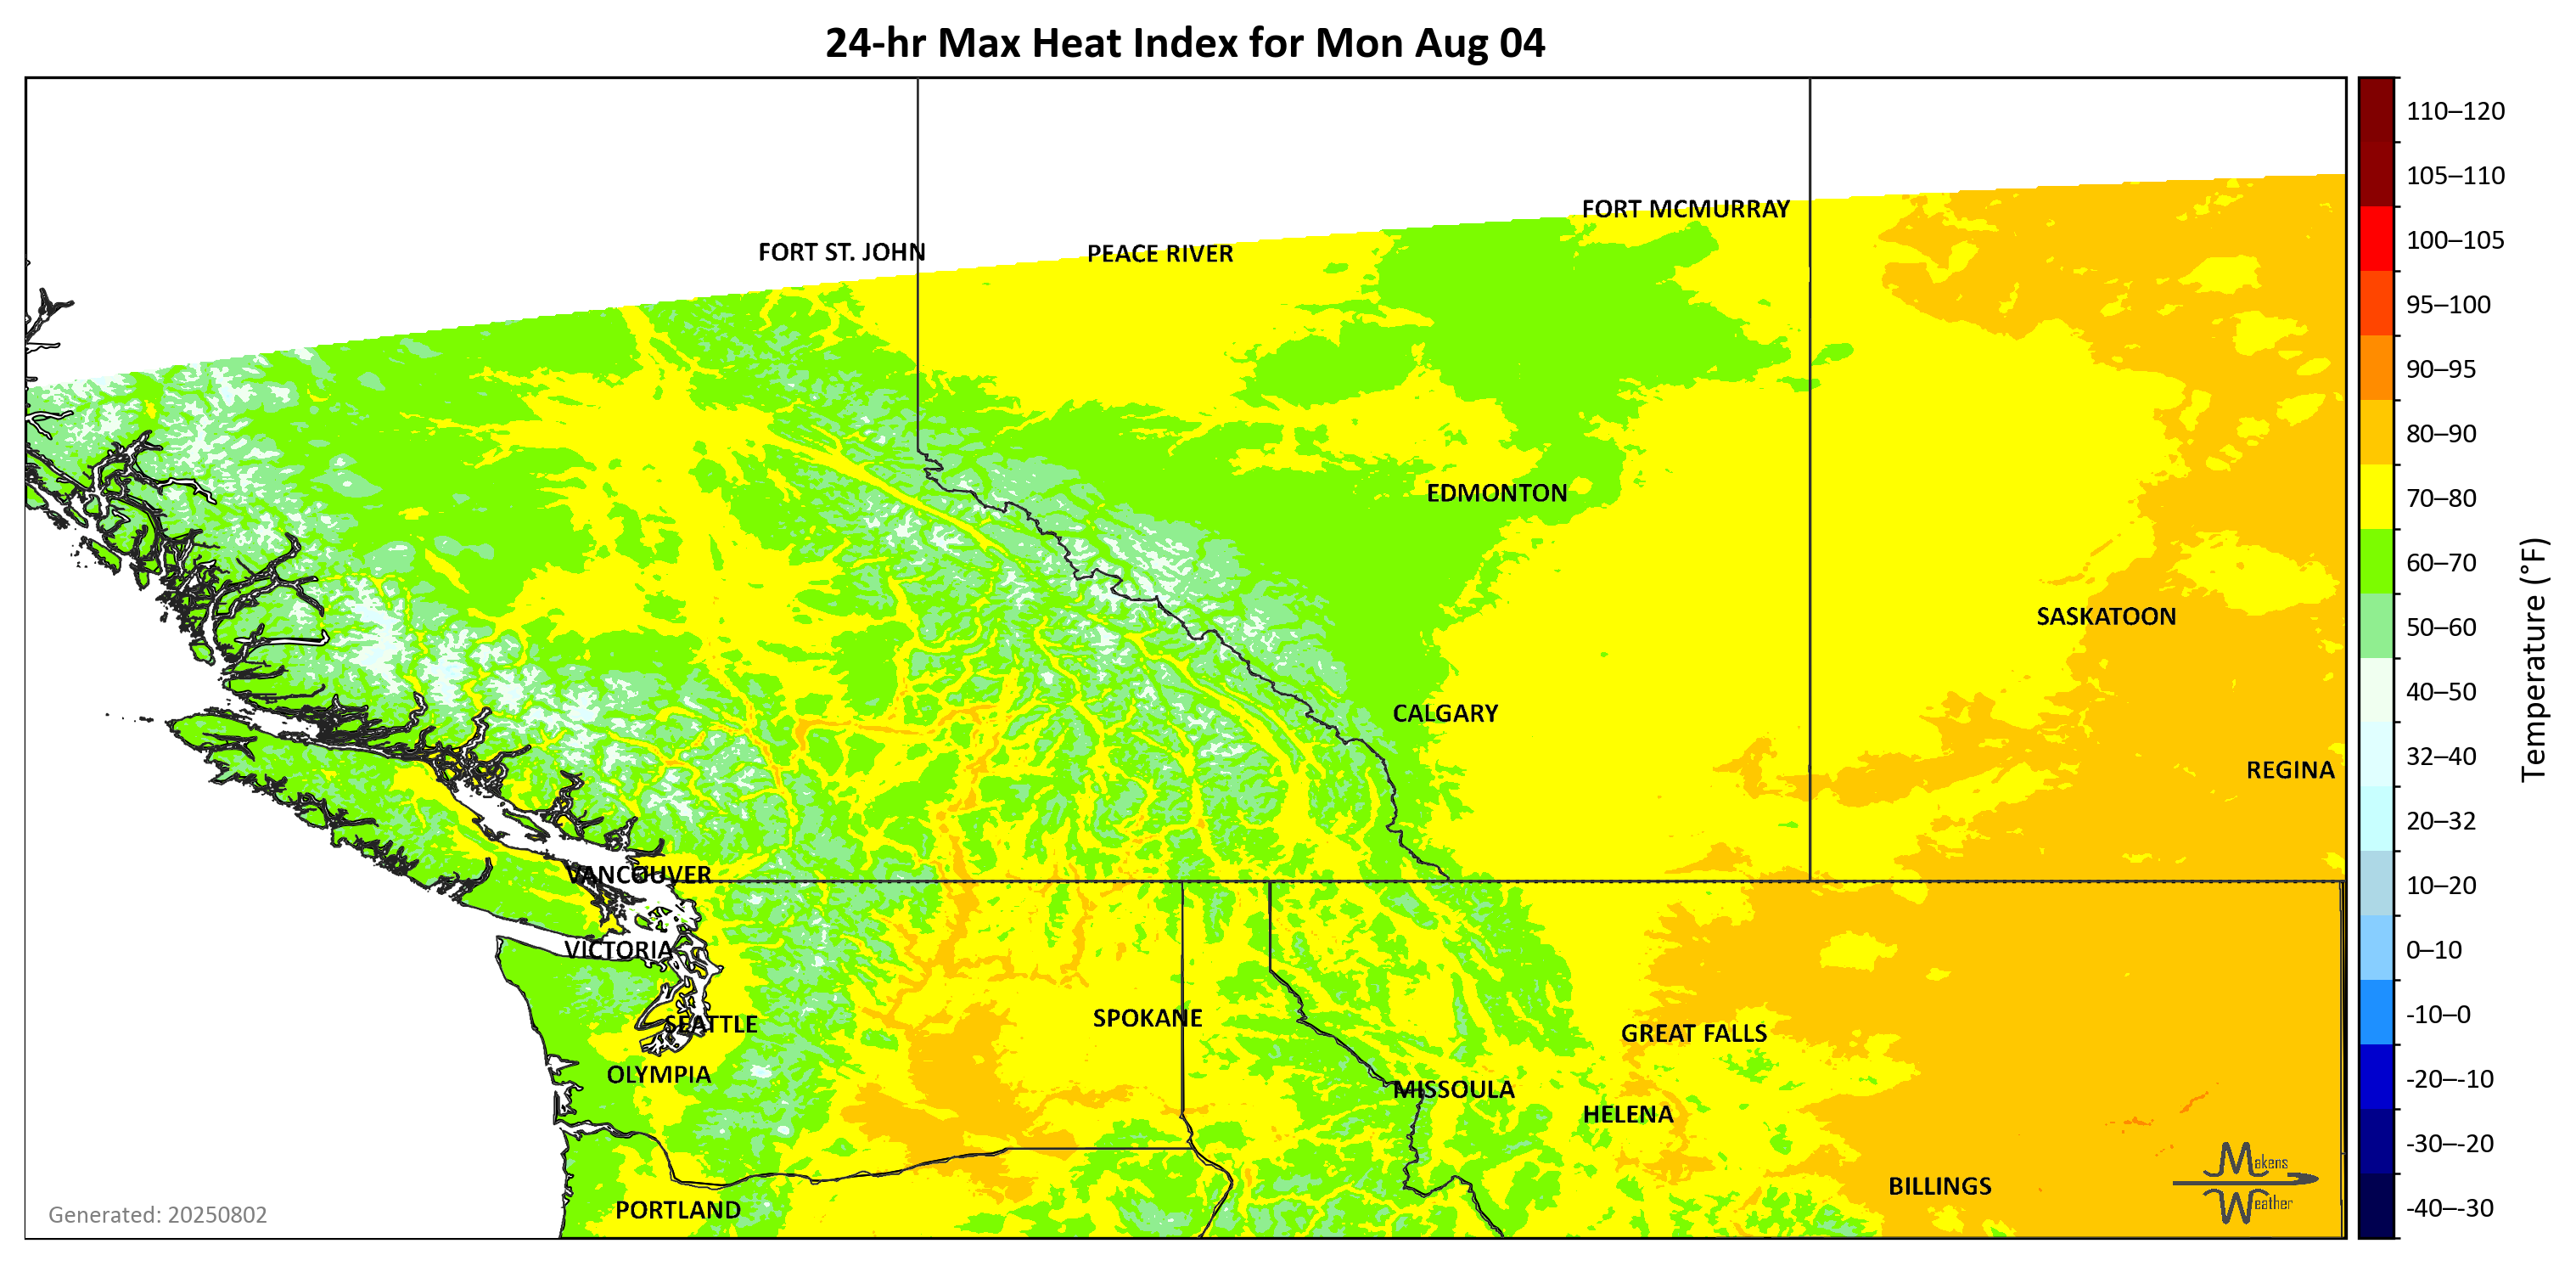 24-hr Max Heat Index for Mon Aug 04
110–120
105–110
FORT MCMURRAY
100–105
FORT ST. JOHN
PEACE RIVER
95–100
90–95
80–90
EDMONTON
70–80
60–70
SASKATOON
50–60
Temperature (°F)
40–50
CALGARY
32–40
REGINA
20–32
VANCOUVER
10–20
VICTORIA
0–10
SPOKANE
-10–0
SEATTLE
GREAT FALLS
OLYMPIA
-20–-10
MISSOULA
HELENA
-30–-20
Makens
Weather
BILLINGS
PORTLAND
-40–-30
Generated: 20250802